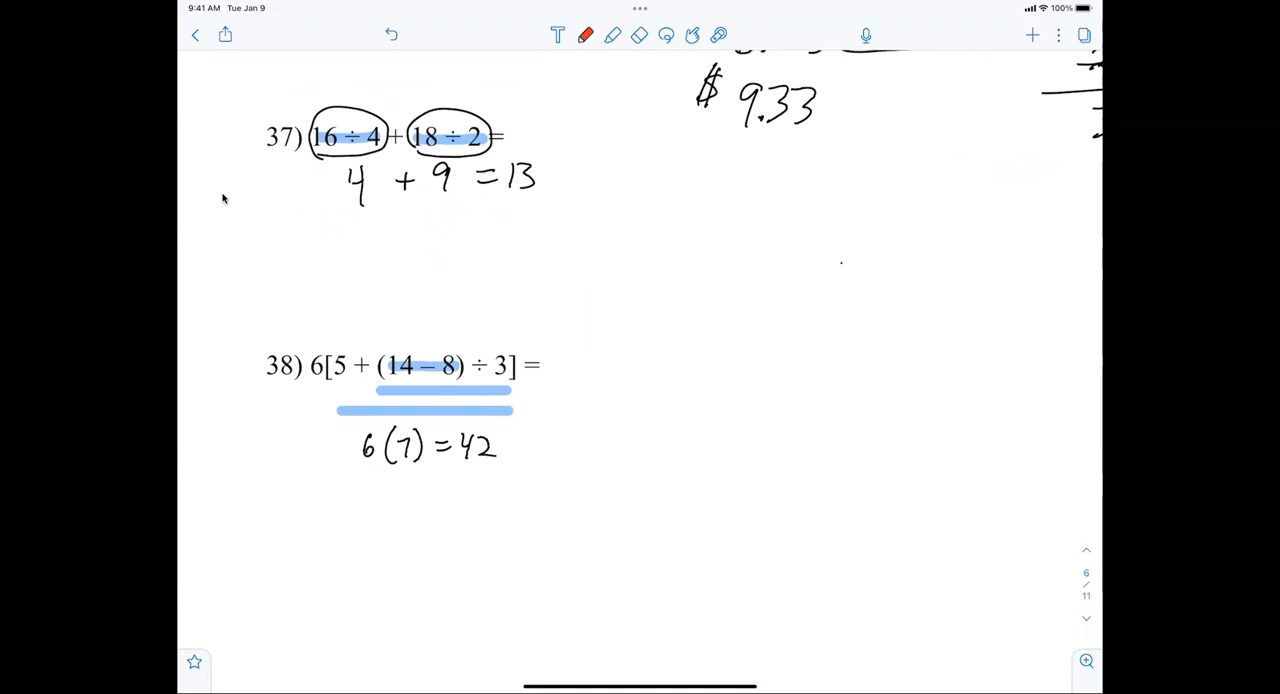 9:41 AM Tue Jan 9
100%
$ 9.33
37) 16 ÷ 4 + 18 ÷ 2 =
4 + 9 = 13
38) 6[5 + (14 – 8) ÷ 3] =
6 (7) = 42
6
/
11